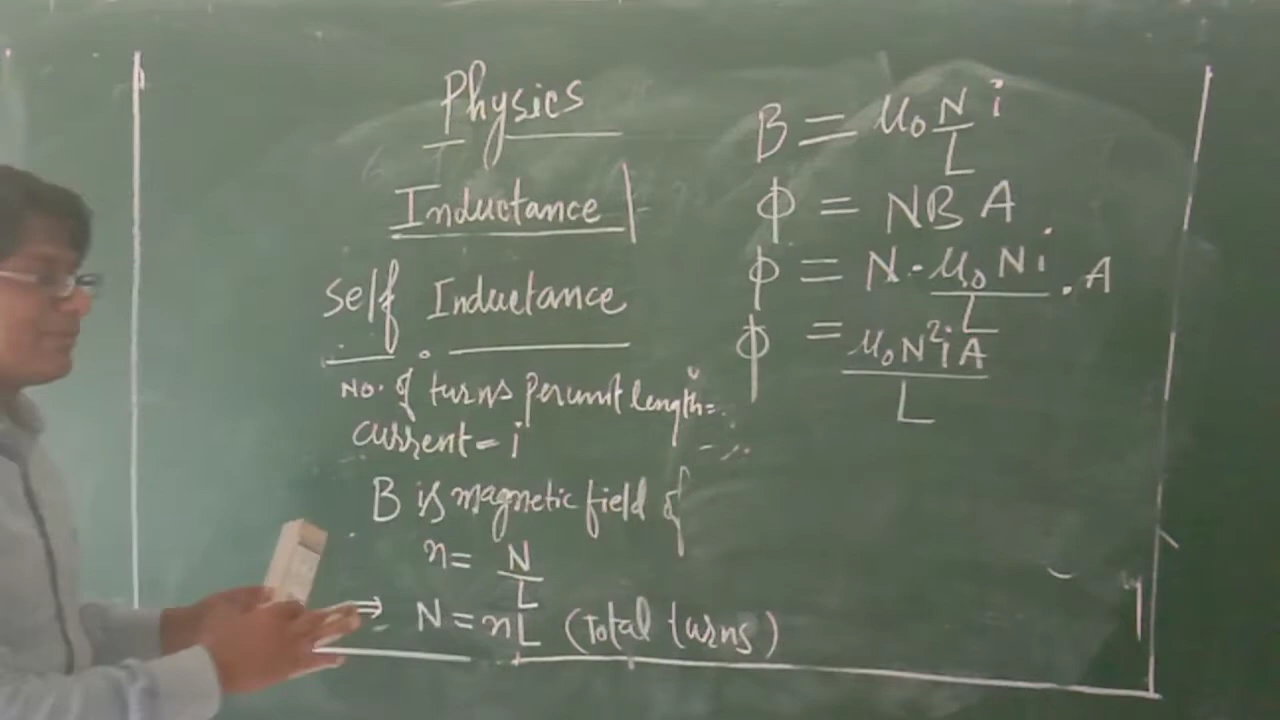 Physics
Inductance
Self Inductance
No. of turns per unit length =
current = i
B is magnetic field of
n = N/L
⇒ N = nL (Total turns)
B = μ₀ N/L i
ϕ = NBA
ϕ = N · μ₀Ni/L . A
ϕ = μ₀N²iA/L